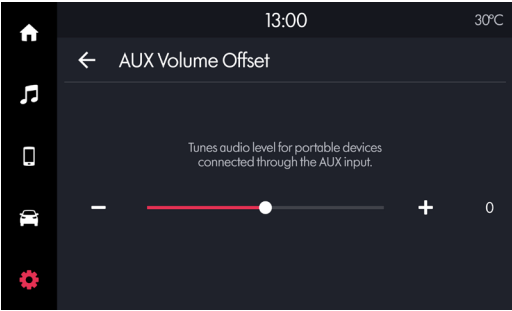 13:00
30°C
AUX Volume Offset
Tunes audio level for portable devices
connected through the AUX input.
0